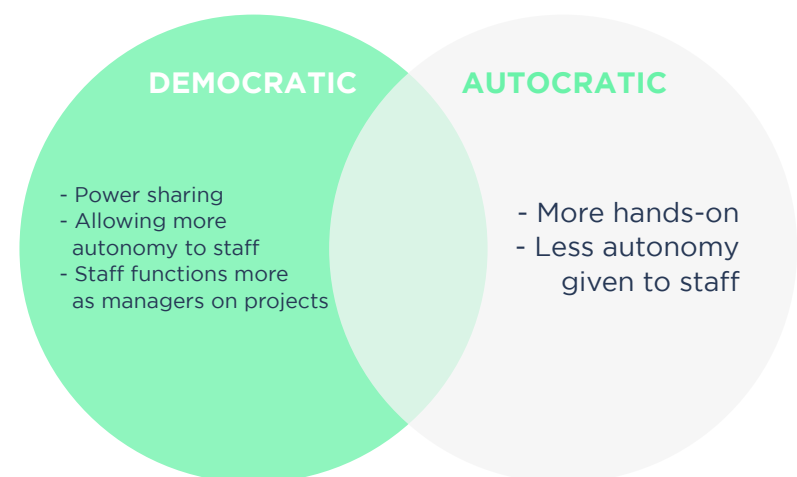 DEMOCRATIC
- Power sharing
- Allowing more
autonomy to staff
- Staff functions more
as managers on projects
AUTOCRATIC
- More hands-on
- Less autonomy
given to staff